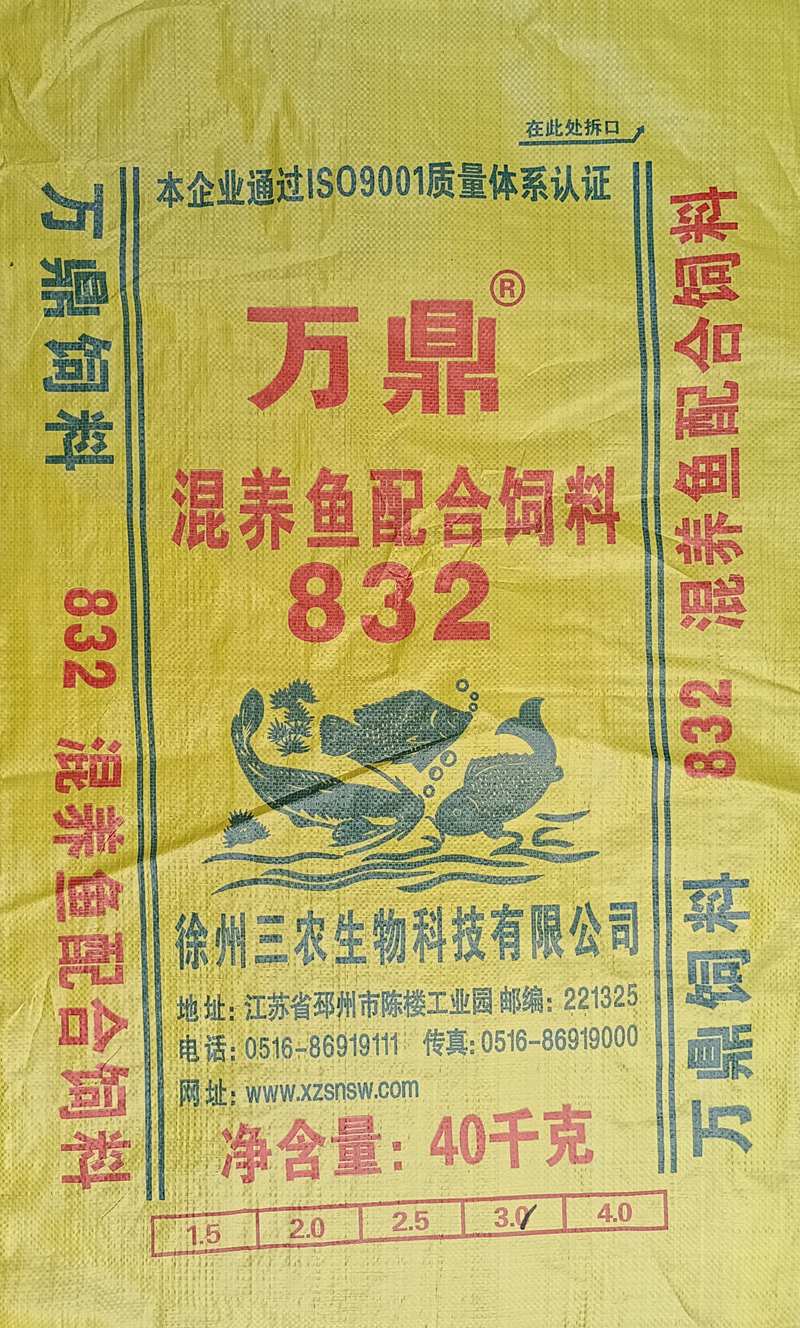 在此处拆口
本企业通过ISO9001质量体系认证
万鼎®
混养鱼配合饲料
832
徐州三农生物科技有限公司
地址：江苏省邳州市陈楼工业园 邮编：221325
电话：0516-86919111 传真：0516-86919000
网址：www.xzsnsw.com
净含量：40千克
1.5 2.0 2.5 3.0 4.0
万鼎饲料 832 混养鱼配合饲料
万鼎饲料 832 混养鱼配合饲料